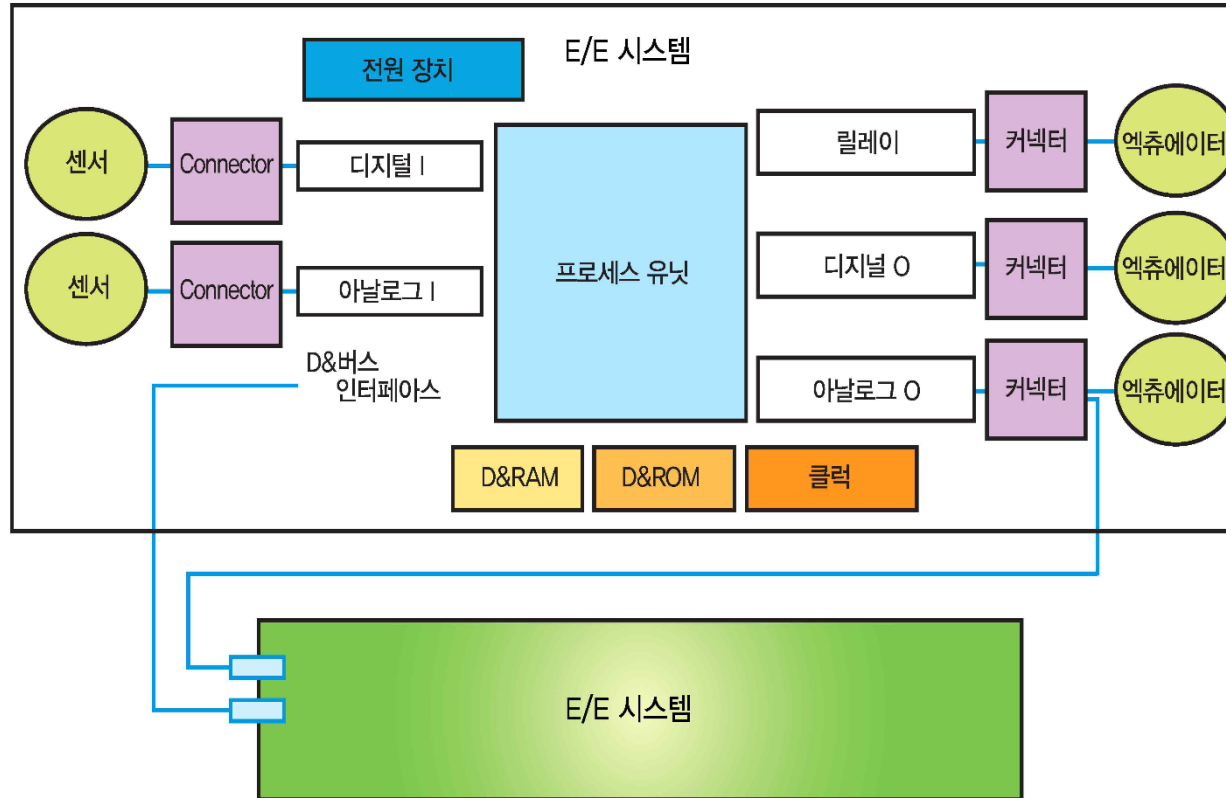 E/E 시스템
전원 장치
센서
Connector
디지털 I
릴레이
커넥터
엑츄에이터
센서
Connector
아날로그 I
프로세스 유닛
디지널 O
커넥터
엑츄에이터
D&버스
인터페아스
아날로그 O
커넥터
엑츄에이터
D&RAM
D&ROM
클럭
E/E 시스템